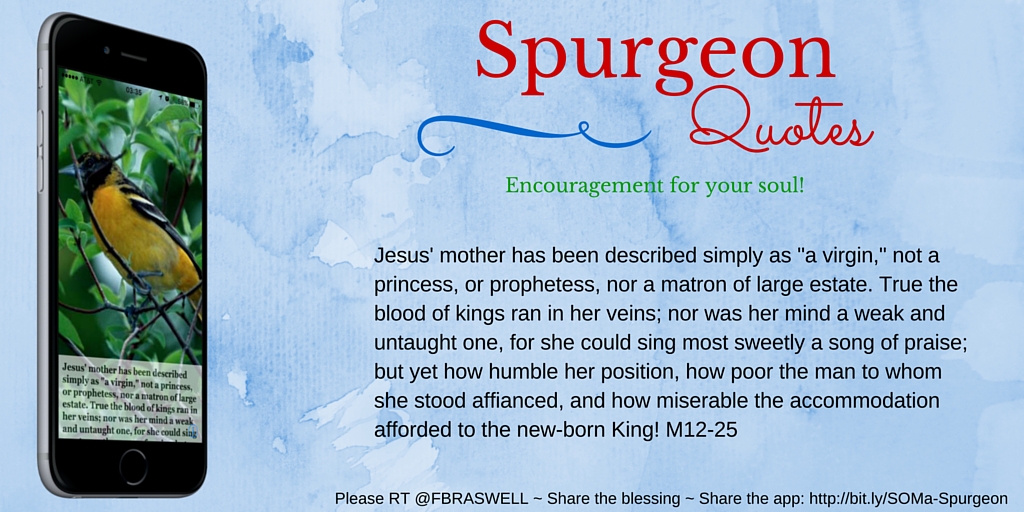 Spurgeon
Quotes
Encouragement for your soul!
Jesus' mother has been described simply as "a virgin," not a
princess, or prophetess, nor a matron of large estate. True the
blood of kings ran in her veins; nor was her mind a weak and
untaught one, for she could sing most sweetly a song of praise;
but yet how humble her position, how poor the man to whom
she stood affianced, and how miserable the accommodation
afforded to the new-born King! M12-25
AT&T
03:35
Jesus' mother has been described
simply as "a virgin," not a princess,
or prophetess, nor a matron of large
estate. True the blood of kings ran in
her veins; nor was her mind a weak
and untaught one, for she could sing
Please RT @FBRASWELL ~ Share the blessing ~ Share the app: http://bit.ly/SOMa-Spurgeon